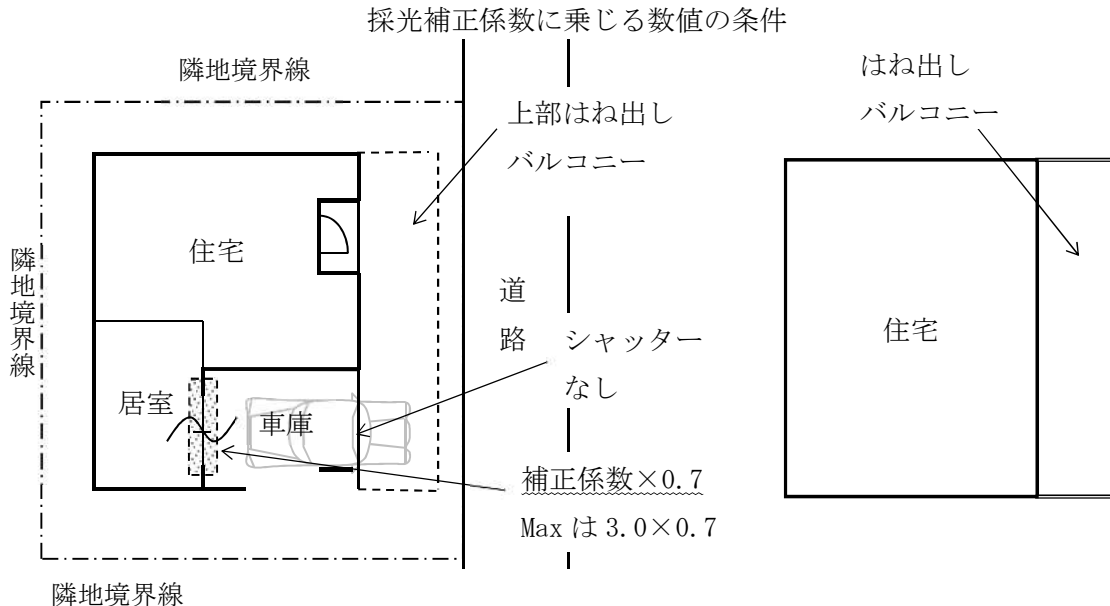 採光補正係数に乗じる数値の条件
隣地境界線
上部はね出し
バルコニー
はね出し
バルコニー
住宅
隣地境界線
道路
シャッター
なし
住宅
居室
車庫
補正係数×0.7
Max は 3.0×0.7
隣地境界線